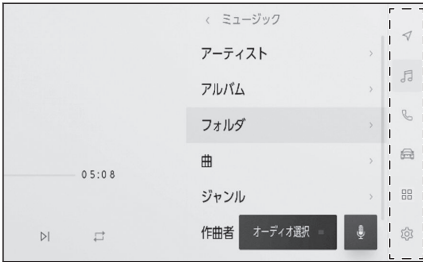 < ミュージック
アーティスト >
アルバム >
フォルダ >
曲 >
05:08
ジャンル >
作曲者
オーディオ選択